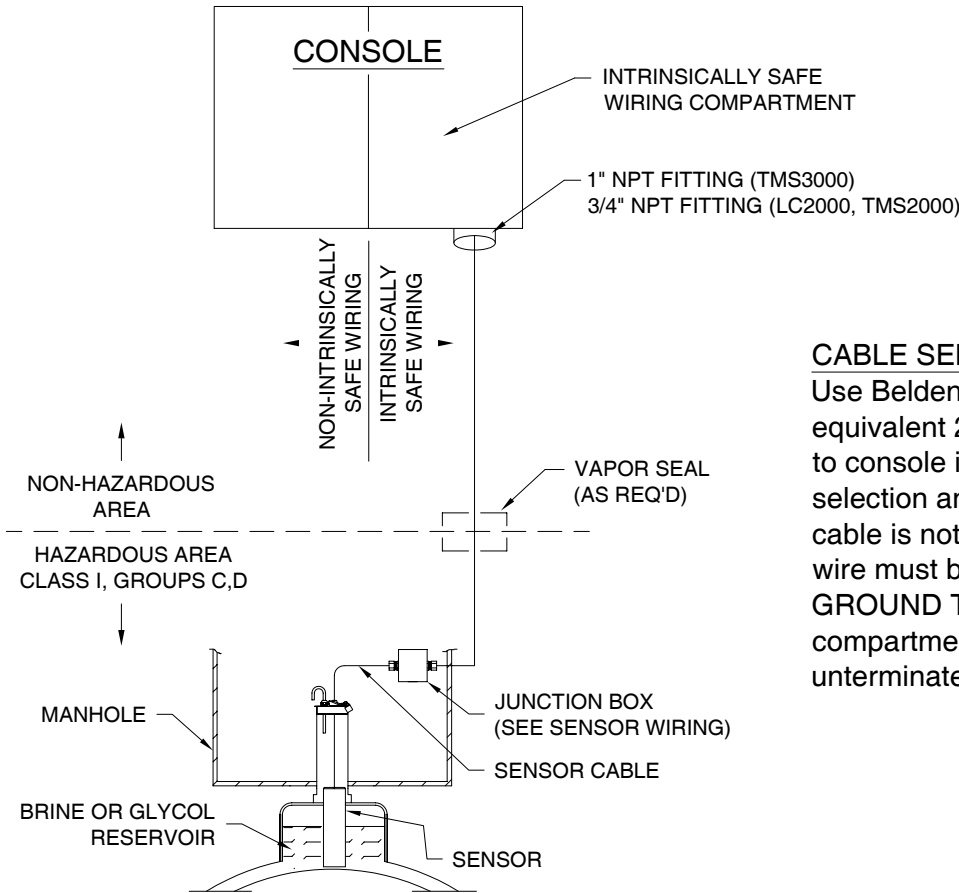 CONSOLE
INTRINSICALLY SAFE
WIRING COMPARTMENT
1" NPT FITTING (TMS3000)
3/4" NPT FITTING (LC2000, TMS2000)
NON-INTRINSICALLY
SAFE WIRING
INTRINSICALLY
SAFE WIRING
NON-HAZARDOUS
AREA
HAZARDOUS AREA
CLASS I, GROUPS C,D
VAPOR SEAL
(AS REQ'D)
MANHOLE
JUNCTION BOX
(SEE SENSOR WIRING)
SENSOR CABLE
BRINE OR GLYCOL
RESERVOIR
SENSOR
CABLE
Use Belden
equivalent
to console
selection
cable is not
wire must
GROUND
compartme
unterminate